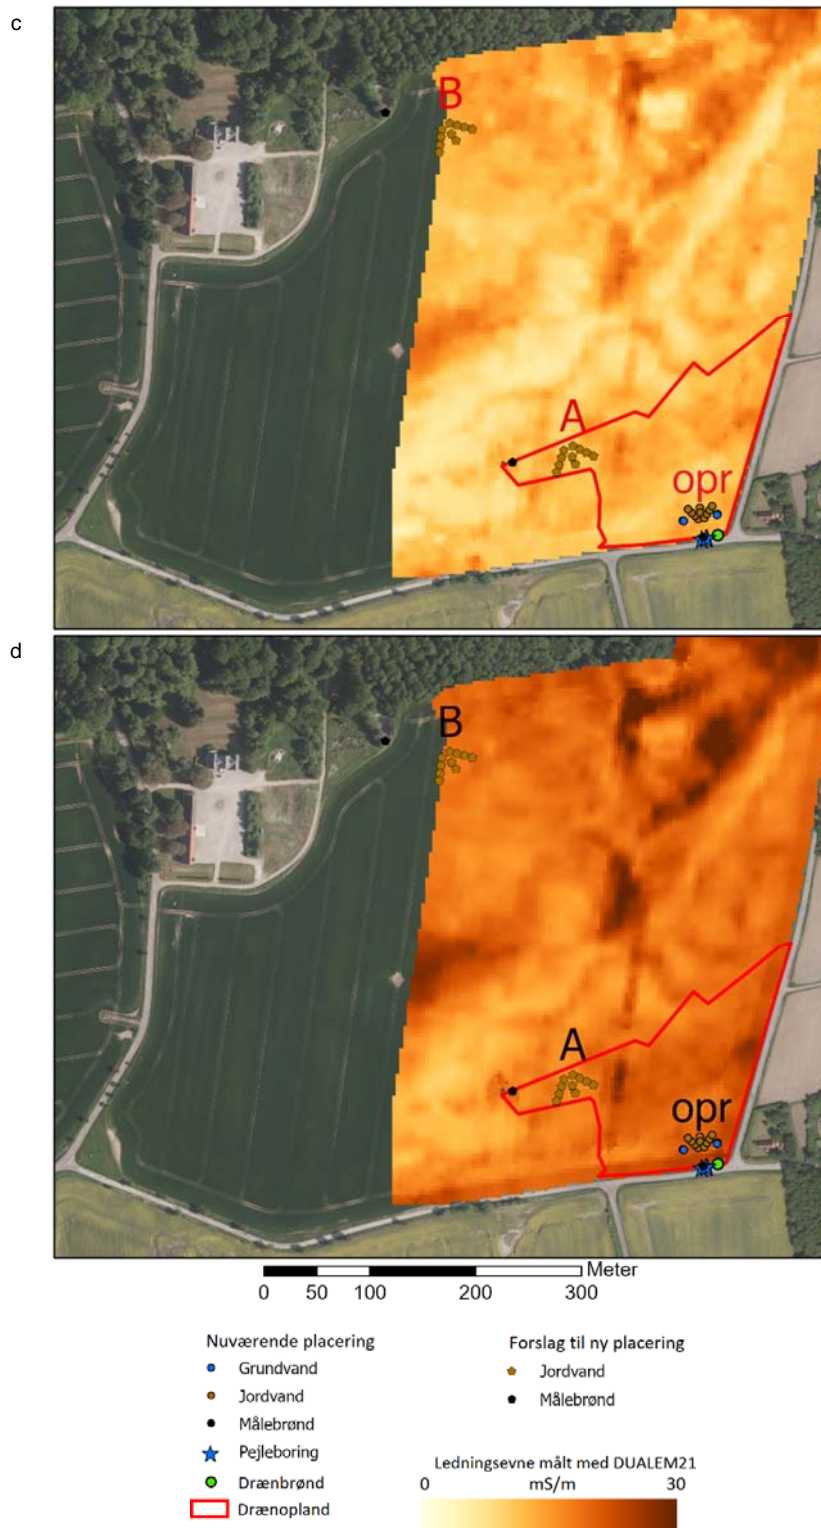 c
B
A
opr
d
B
A
opr
Meter
0 50 100 200 300
Nuværende placering
Grundvand
Jordvand
Målebrønd
Pejleboring
Drænbrønd
Drænopland
Forslag til ny placering
Jordvand
Målebrønd
Ledningsevne målt med DUALEM21
0 mS/m 30